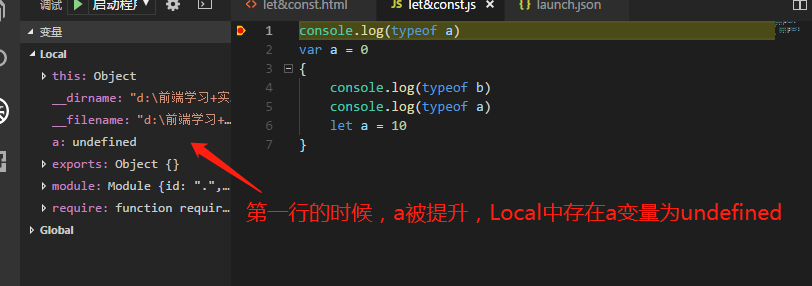 调试 启动程序
let&const.html
let&const.js
launch.json
变量
Local
this: Object
__dirname: "d:\前端学习+实...
__filename: "d:\前端学习+...
a: undefined
exports: Object {}
module: Module {id: ".",...
require: function requir...
Global
1 console.log(typeof a)
2 var a = 0
3 {
4 console.log(typeof b)
5 console.log(typeof a)
6 let a = 10
7 }
第一行的时候，a被提升，Local中存在a变量为undefined